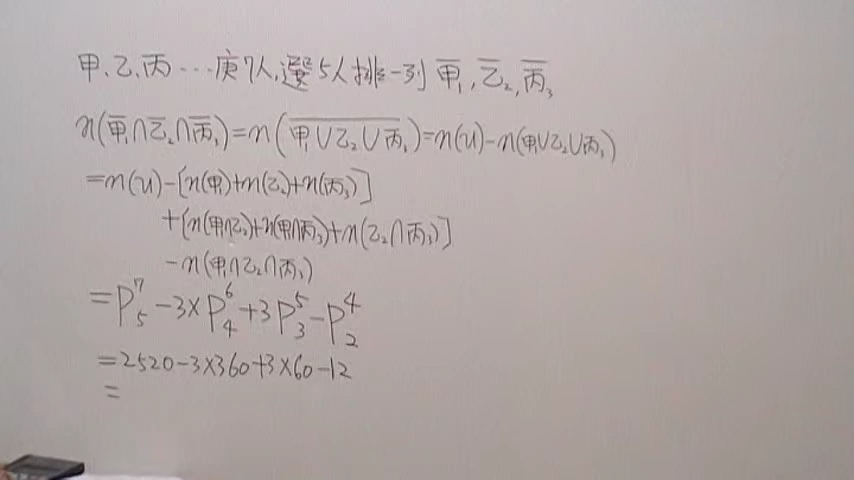 甲、乙、丙…庚7人,選5人排一列 甲̅₁, 乙̅₂, 丙̅₃
n(甲̅₁∩乙̅₂∩丙̅₃)=n(\overline{甲₁∪乙₂∪丙₃})=n(U)-n(甲₁∪乙₂∪丙₃)
=n(U)-[n(甲₁)+n(乙₂)+n(丙₃)]
+[n(甲₁∩乙₂)+n(甲₁∩丙₃)+n(乙₂∩丙₃)]
-n(甲₁∩乙₂∩丙₃)
=P⁷₅-3×P⁶₄+3P⁵₃-P⁴₂
=2520-3×360+3×60-12
=